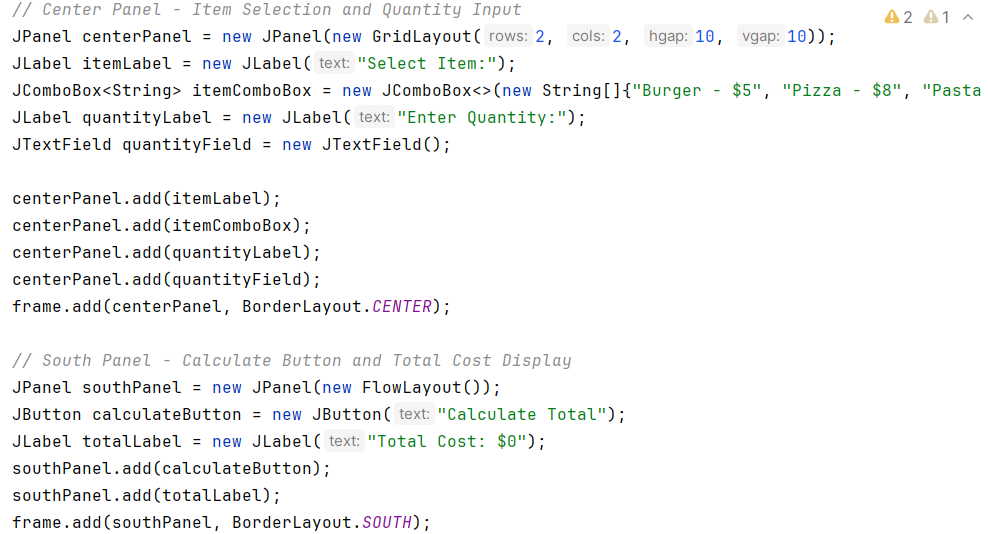 // Center Panel - Item Selection and Quantity Input
2 1
JPanel centerPanel = new JPanel(new GridLayout( rows: 2, cols: 2, hgap: 10, vgap: 10));
JLabel itemLabel = new JLabel( text: "Select Item:");
JComboBox<String> itemComboBox = new JComboBox<>(new String[]{"Burger - $5", "Pizza - $8", "Pasta
JLabel quantityLabel = new JLabel( text: "Enter Quantity:");
JTextField quantityField = new JTextField();
centerPanel.add(itemLabel);
centerPanel.add(itemComboBox);
centerPanel.add(quantityLabel);
centerPanel.add(quantityField);
frame.add(centerPanel, BorderLayout.CENTER);
// South Panel - Calculate Button and Total Cost Display
JPanel southPanel = new JPanel(new FlowLayout());
JButton calculateButton = new JButton( text: "Calculate Total");
JLabel totalLabel = new JLabel( text: "Total Cost: $0");
southPanel.add(calculateButton);
southPanel.add(totalLabel);
frame.add(southPanel, BorderLayout.SOUTH);